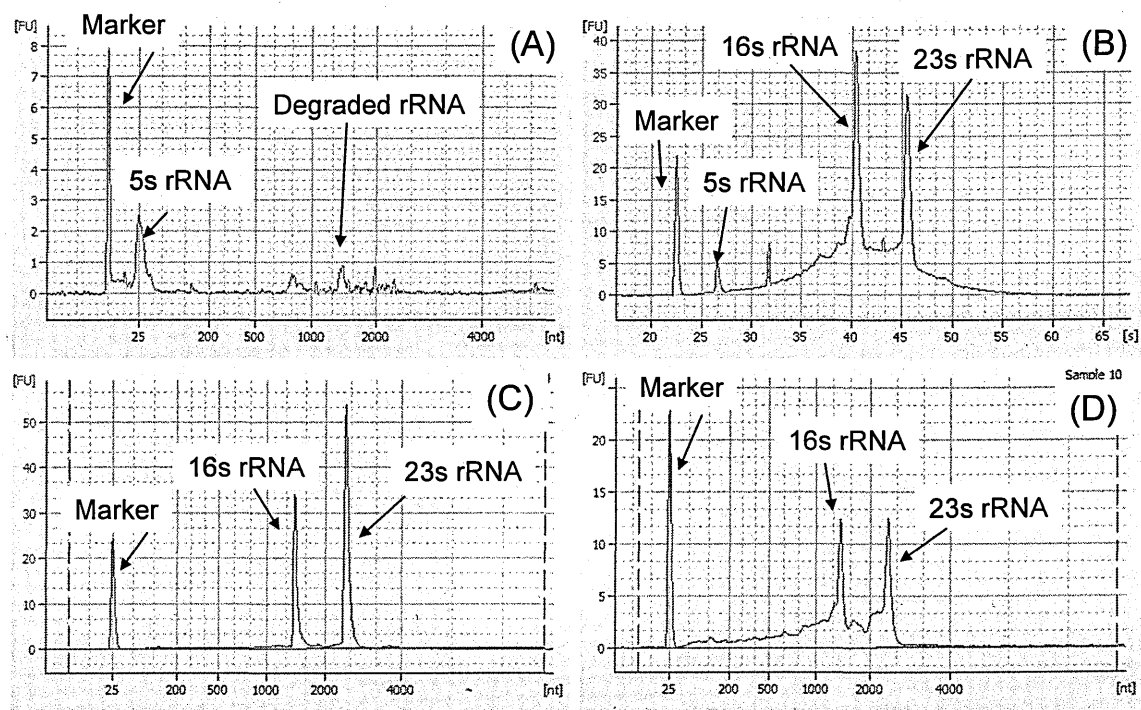 [FU]
Marker
(A)
8
7
6
5
4
3
2
1
0
Degraded rRNA
5s rRNA
25
200
500
1000
2000
4000
[nt]
[FU]
(B)
40
35
30
25
20
15
10
5
0
16s rRNA
23s rRNA
Marker
5s rRNA
20
25
30
35
40
45
50
55
60
65
[s]
[FU]
(C)
50
40
30
20
10
0
16s rRNA
23s rRNA
Marker
25
200
500
1000
2000
4000
[nt]
[FU]
Sample 10
Marker
(D)
20
15
10
5
0
16s rRNA
23s rRNA
25
200
500
1000
2000
4000
[nt]